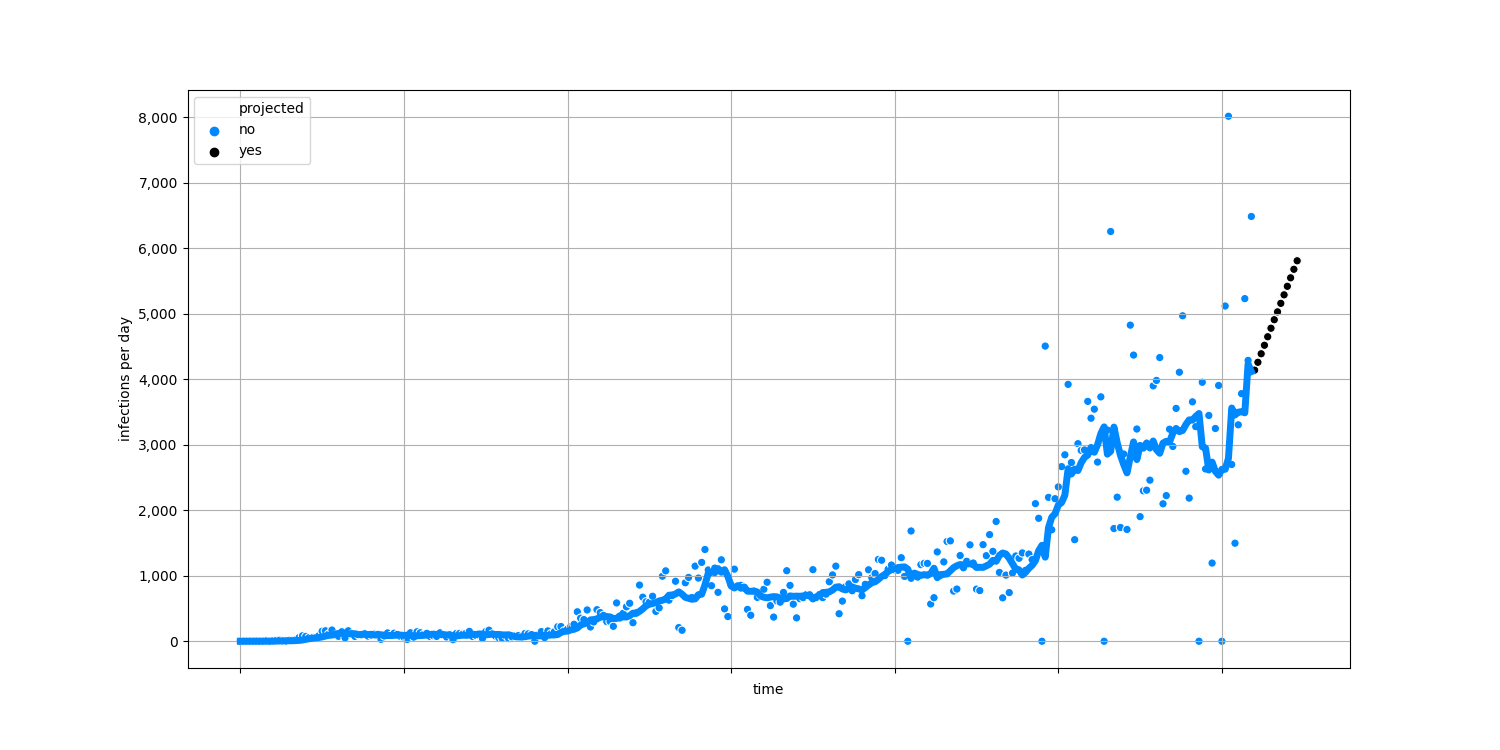 projected
no
yes
8,000
7,000
6,000
5,000
4,000
3,000
2,000
1,000
0
infections per day
time